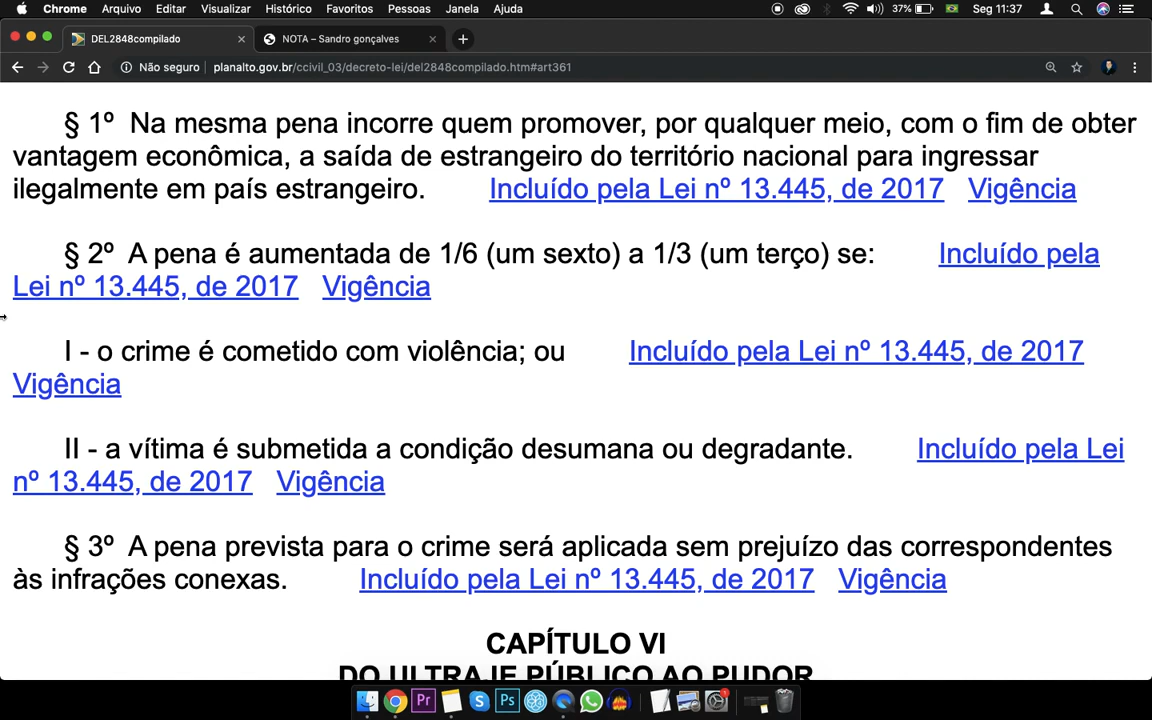 Chrome Arquivo Editar Visualizar Histórico Favoritos Pessoas Janela Ajuda 37% Seg 11:37
DEL2848compilado NOTA – Sandro gonçalves
Não seguro planalto.gov.br/ccivil_03/decreto-lei/del2848compilado.htm#art361
§ 1º Na mesma pena incorre quem promover, por qualquer meio, com o fim de obter
vantagem econômica, a saída de estrangeiro do território nacional para ingressar
ilegalmente em país estrangeiro. Incluído pela Lei nº 13.445, de 2017 Vigência
§ 2º A pena é aumentada de 1/6 (um sexto) a 1/3 (um terço) se: Incluído pela
Lei nº 13.445, de 2017 Vigência
I - o crime é cometido com violência; ou Incluído pela Lei nº 13.445, de 2017
Vigência
II - a vítima é submetida a condição desumana ou degradante. Incluído pela Lei
nº 13.445, de 2017 Vigência
§ 3º A pena prevista para o crime será aplicada sem prejuízo das correspondentes
às infrações conexas. Incluído pela Lei nº 13.445, de 2017 Vigência
CAPÍTULO VI
DO ULTRAJE PÚBLICO AO PUDOR
Pr Ps